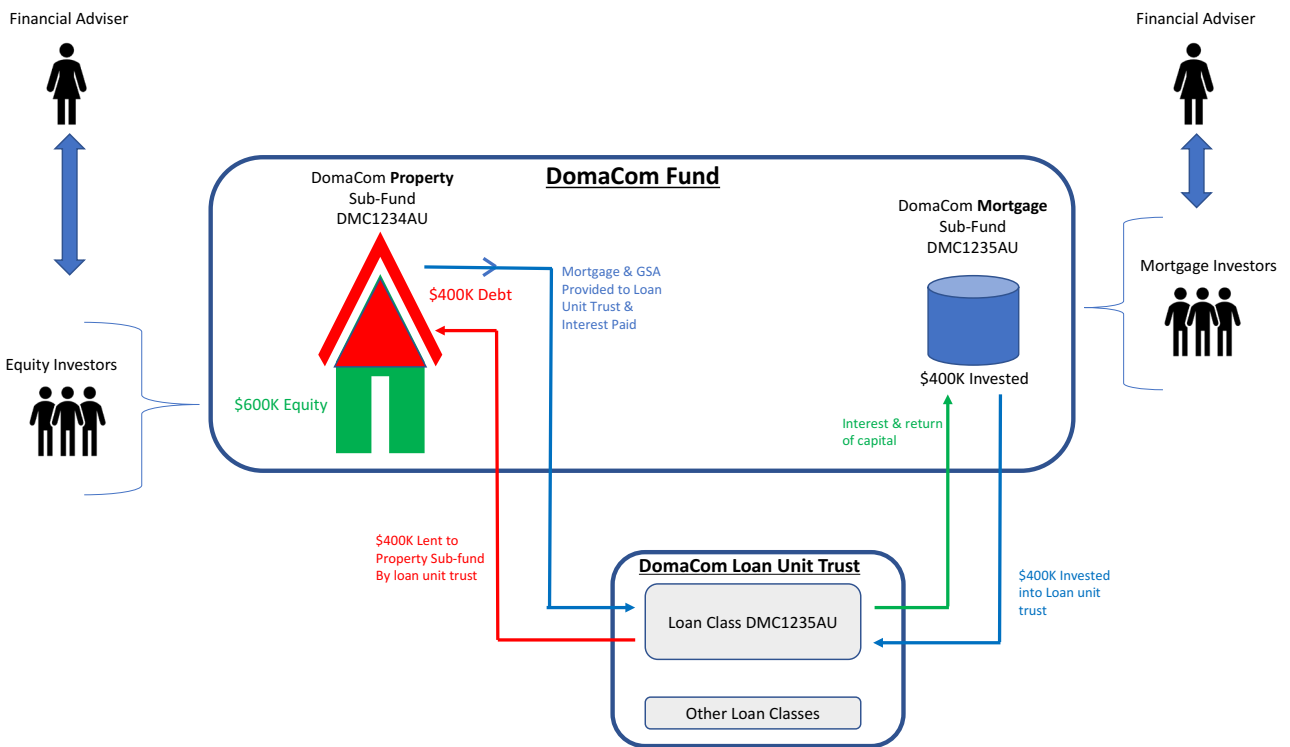 Financial Adviser
Financial Adviser
DomaCom Fund
DomaCom Property
Sub-Fund
DMC1234AU
DomaCom Mortgage
Sub-Fund
DMC1235AU
Mortgage & GSA
Provided to Loan
Unit Trust &
Interest Paid
$400K Debt
Mortgage Investors
Equity Investors
$600K Equity
$400K Invested
Interest & return
of capital
$400K Lent to
Property Sub-fund
By loan unit trust
DomaCom Loan Unit Trust
Loan Class DMC1235AU
Other Loan Classes
$400K Invested
into Loan unit
trust